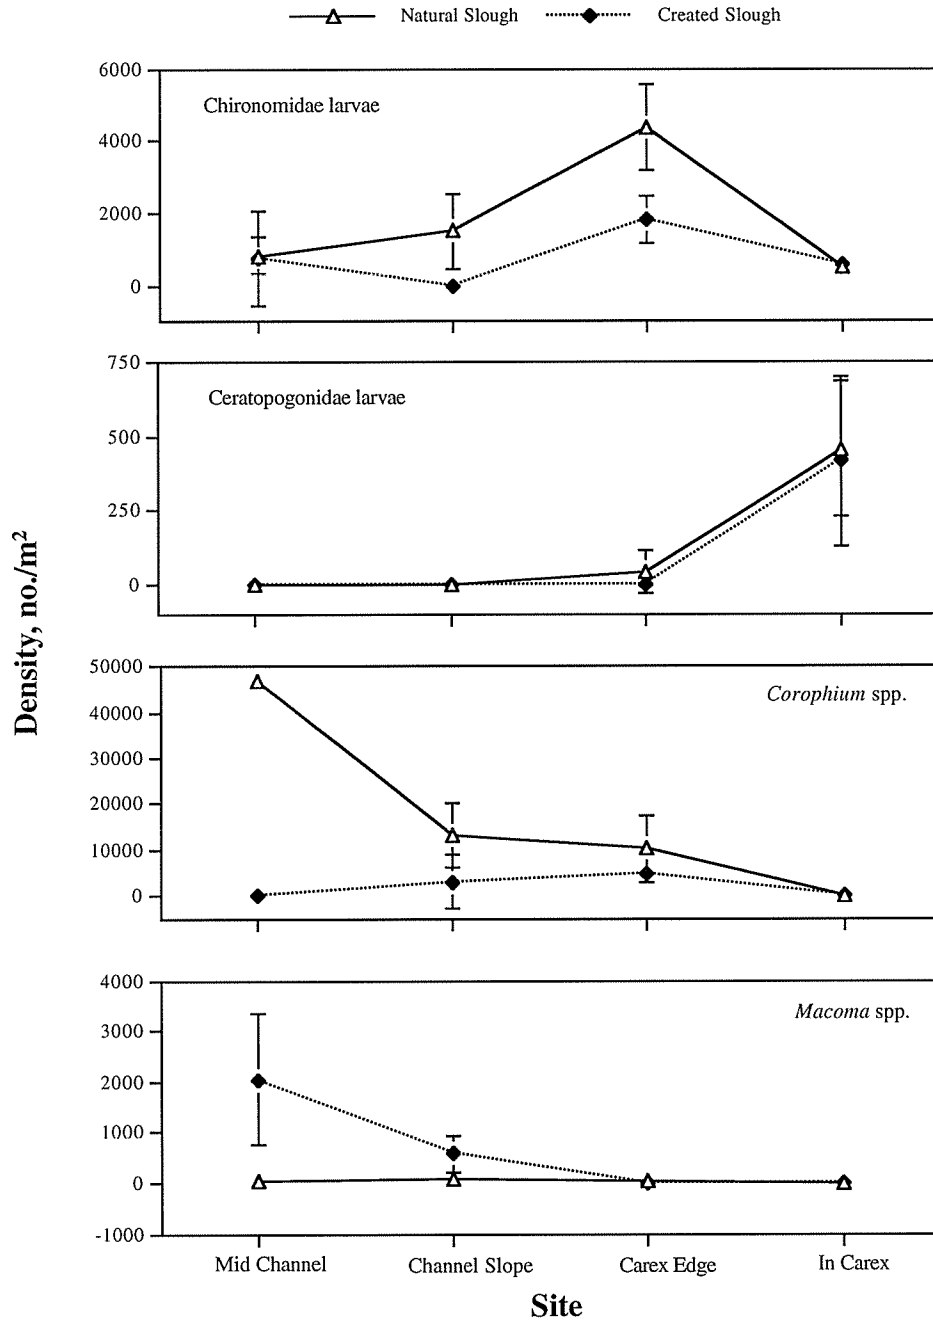 Natural Slough Created Slough
6000
Chironomidae larvae
4000
2000
0
750
Ceratopogonidae larvae
500
250
0
Density, no./m²
50000
Corophium spp.
40000
30000
20000
10000
0
4000
Macoma spp.
3000
2000
1000
0
-1000
Mid Channel Channel Slope Carex Edge In Carex
Site